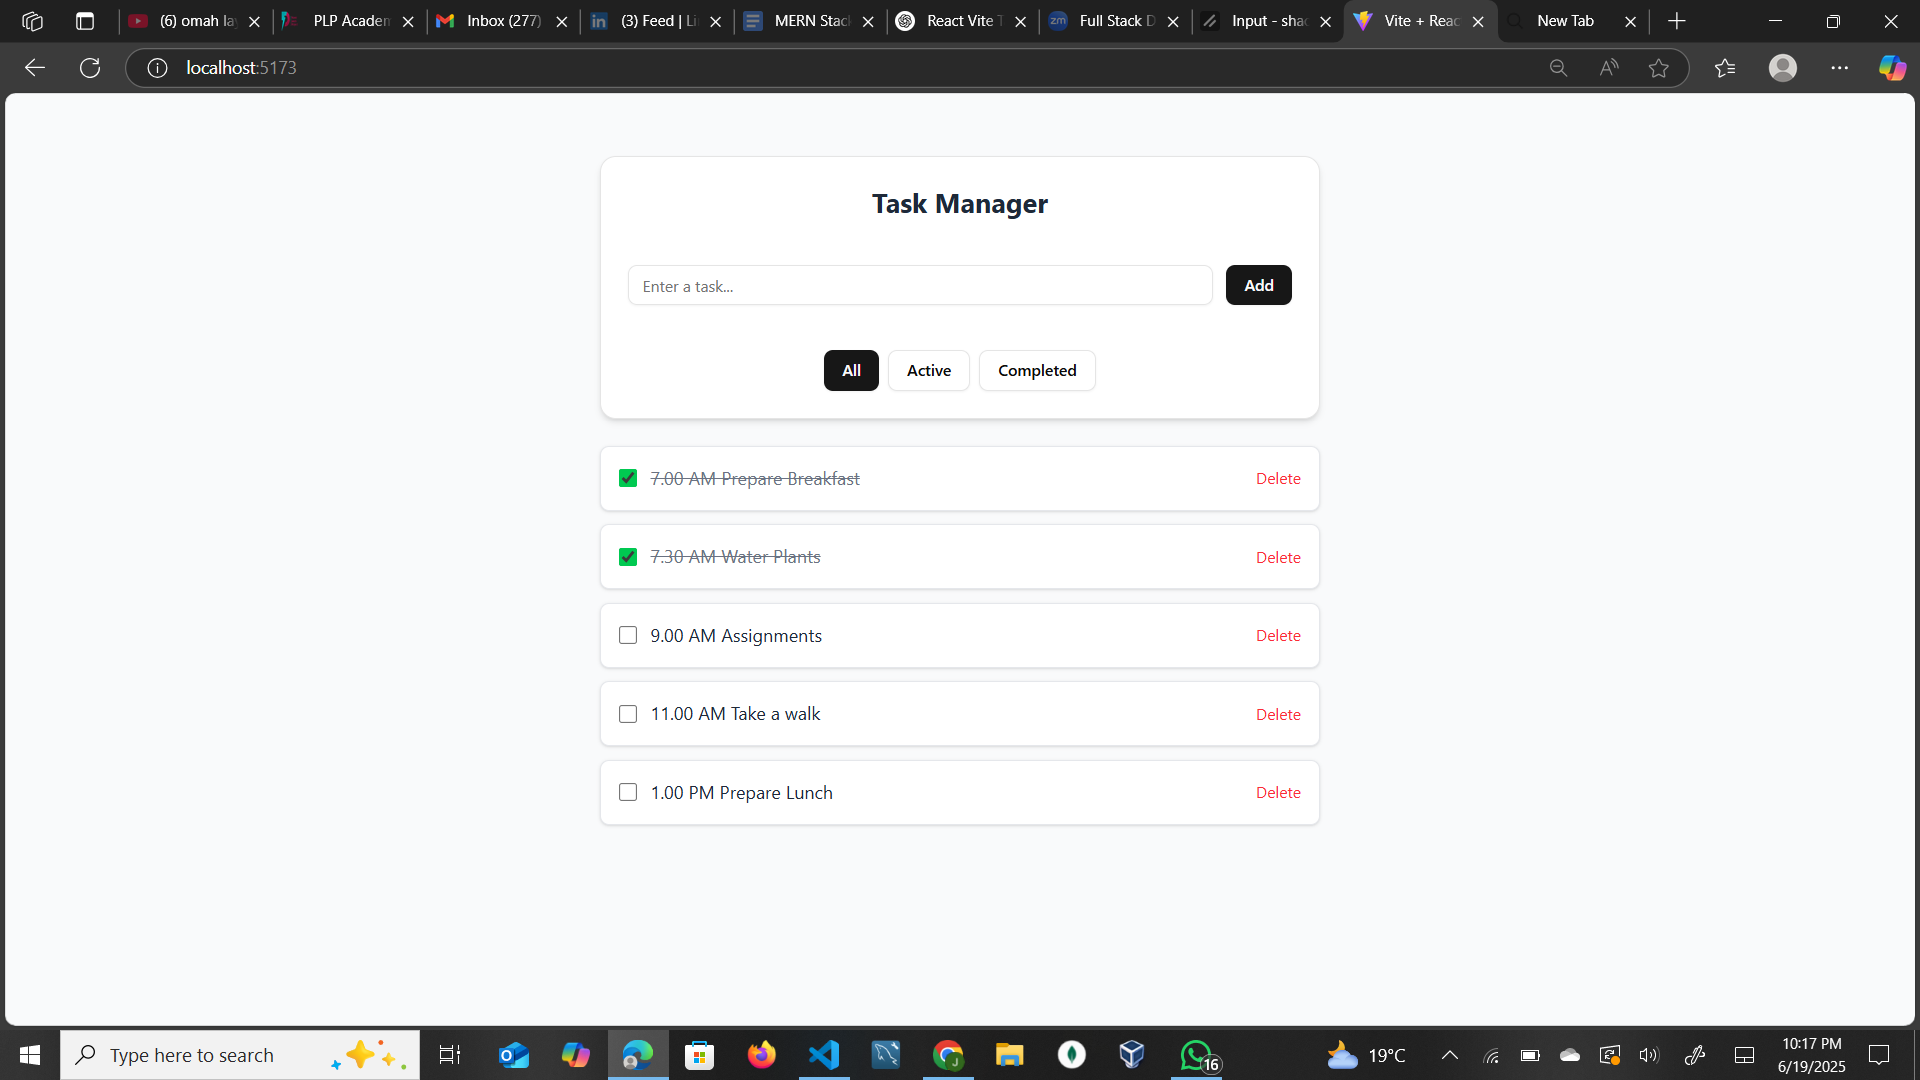 (6) omah la
PLP Academ
Inbox (277)
(3) Feed | Li
MERN Stack
React Vite T
Full Stack D
Input - shad
Vite + Reac
New Tab
localhost:5173
Task Manager
Enter a task...
Add
All
Active
Completed
7.00 AM Prepare Breakfast
Delete
7.30 AM Water Plants
Delete
9.00 AM Assignments
Delete
11.00 AM Take a walk
Delete
1.00 PM Prepare Lunch
Delete
Type here to search
16
19°C
10:17 PM
6/19/2025